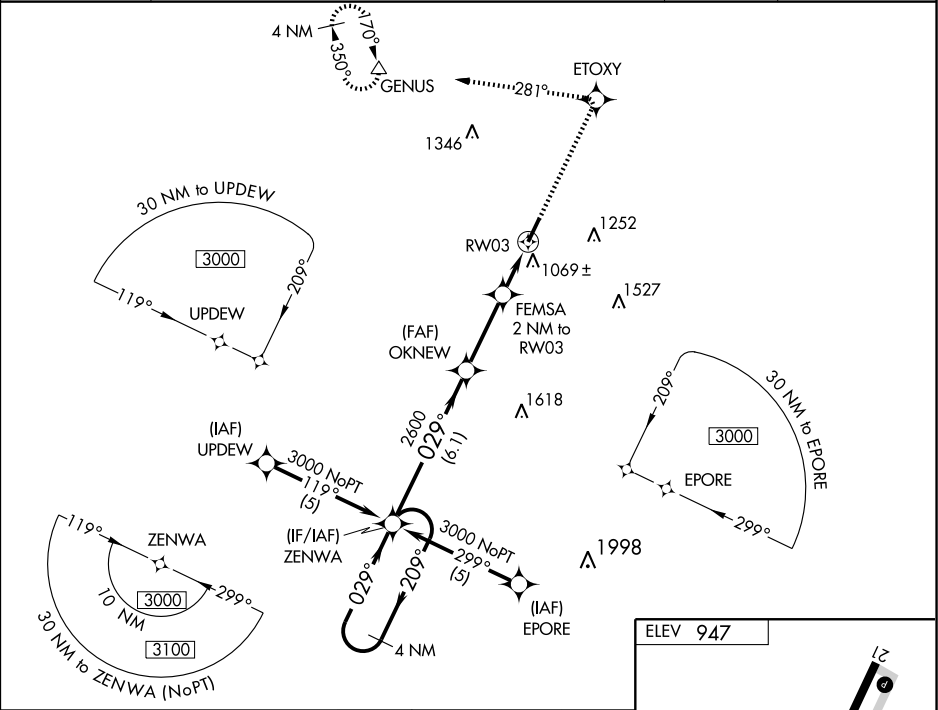 4 NM
170°
350°
GENUS
281°
ETOXY
1346
30 NM to UPDEW
3000
119°
209°
UPDEW
RW03
1252
1069 ±
1527
FEMSA
2 NM to
RW03
(FAF)
OKNEW
1618
2600
029°
(6.1)
209°
30 NM to EPORE
3000
EPORE
299°
(IAF)
UPDEW
3000 NoPT
119°
(5)
(IF/IAF)
ZENWA
3000 NoPT
299°
(5)
(IAF)
EPORE
1998
029°
209°
4 NM
119°
ZENWA
299°
10 NM
3000
3100
30 NM to ZENWA (NoPT)
ELEV 947
21
P